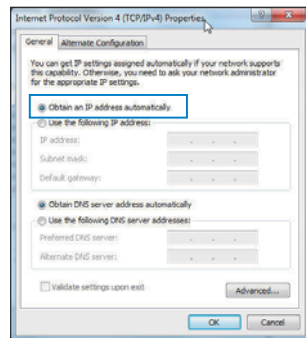 Internet Protocol Version 4 (TCP/IPv4) Properties
General
Alternate Configuration
You can get IP settings assigned automatically if your network supports
this capability. Otherwise, you need to ask your network administrator
for the appropriate IP settings.
Obtain an IP address automatically
Use the following IP address:
IP address:
Subnet mask:
Default gateway:
Obtain DNS server address automatically
Use the following DNS server addresses:
Preferred DNS server:
Alternate DNS server:
Validate settings upon exit
Advanced...
OK
Cancel